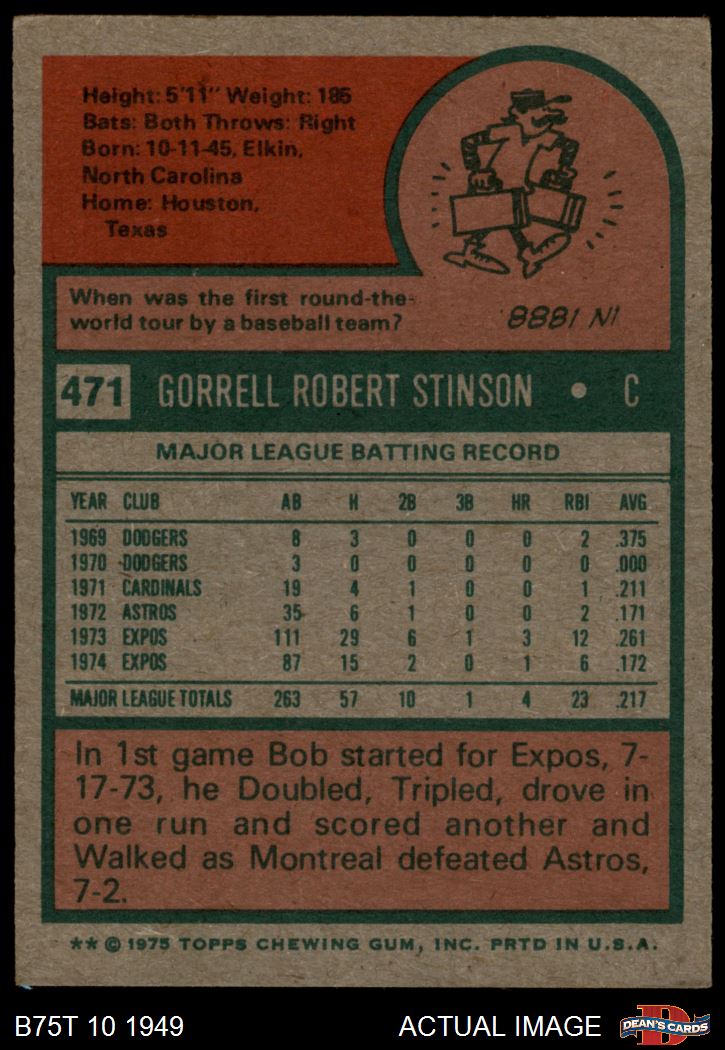 Height: 5'11" Weight: 185
Bats: Both Throws: Right
Born: 10-11-45, Elkin,
North Carolina
Home: Houston,
Texas
When was the first round-the-
world tour by a baseball team?
IN 1888
471 GORRELL ROBERT STINSON • C
MAJOR LEAGUE BATTING RECORD
YEAR CLUB AB H 2B 3B HR RBI AVG
1969 DODGERS 8 3 0 0 0 2 .375
1970 DODGERS 3 0 0 0 0 0 .000
1971 CARDINALS 19 4 1 0 0 1 .211
1972 ASTROS 35 6 1 0 0 2 .171
1973 EXPOS 111 29 6 1 3 12 .261
1974 EXPOS 87 15 2 0 1 6 .172
MAJOR LEAGUE TOTALS 263 57 10 1 4 23 .217
In 1st game Bob started for Expos, 7-
17-73, he Doubled, Tripled, drove in
one run and scored another and
Walked as Montreal defeated Astros,
7-2.
** © 1975 TOPPS CHEWING GUM, INC. PRTD IN U.S.A.
B75T 10 1949 ACTUAL IMAGE DEAN'S CARDS